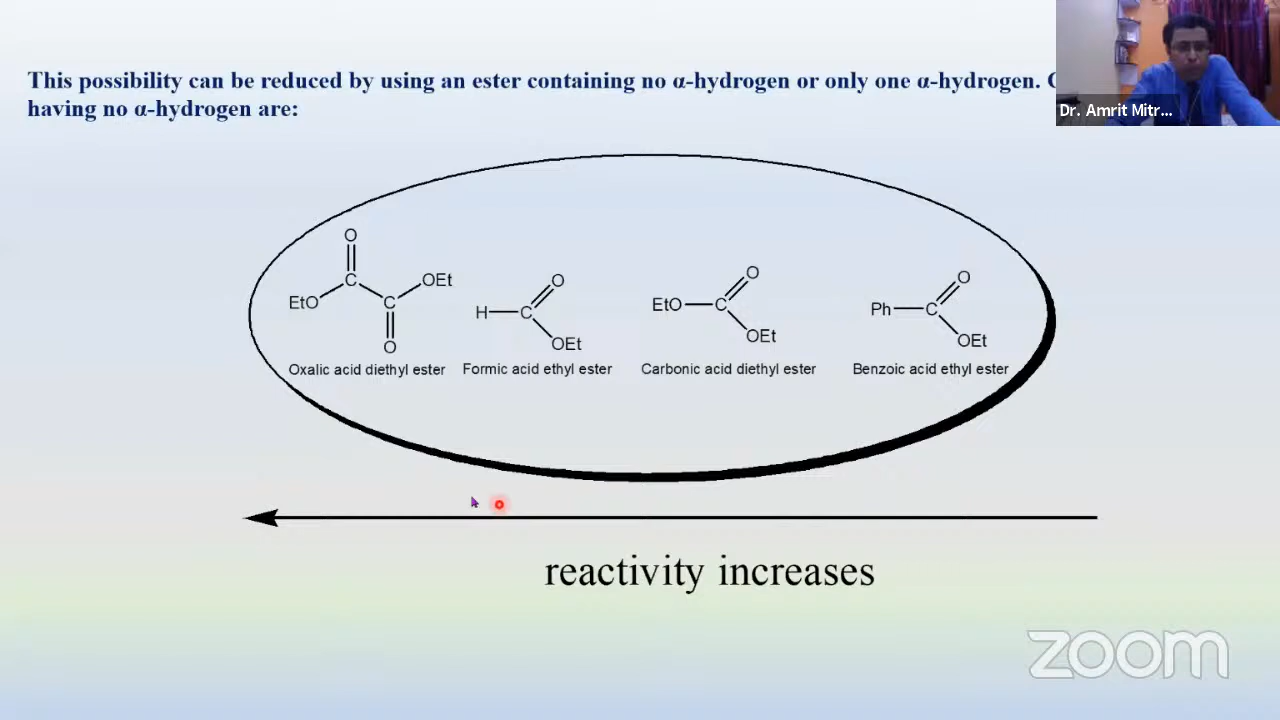 This possibility can be reduced by using an ester containing no α-hydrogen or only one α-hydrogen.
having no α-hydrogen are:
Dr. Amrit Mitr...
O
C
OEt
EtO
C
O
Oxalic acid diethyl ester
O
H
C
OEt
Formic acid ethyl ester
O
EtO
C
OEt
Carbonic acid diethyl ester
O
Ph
C
OEt
Benzoic acid ethyl ester
reactivity increases
zoom